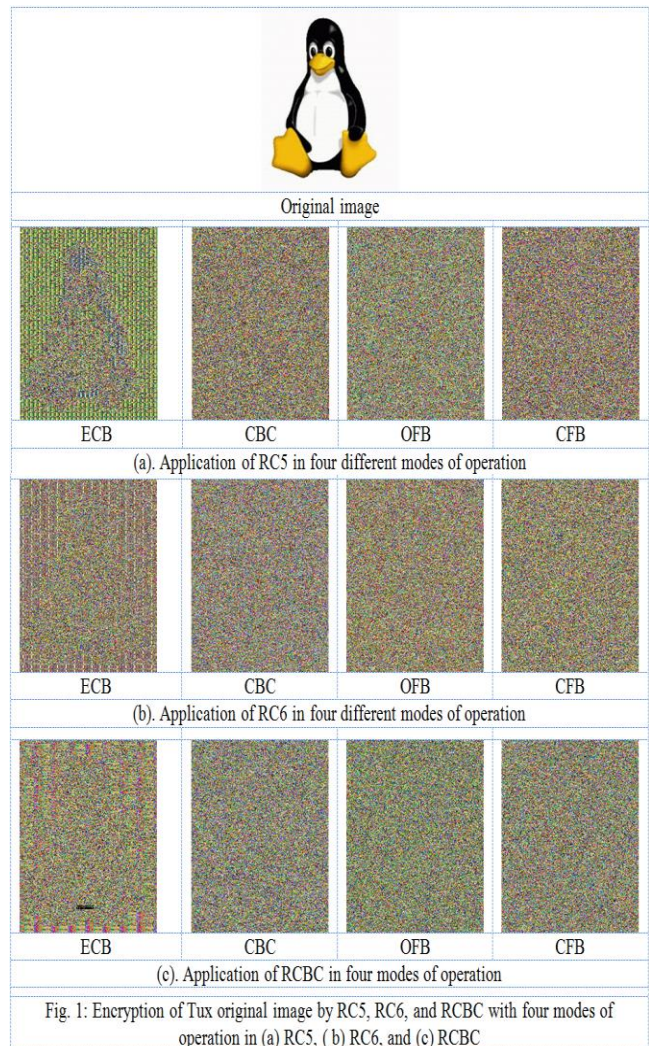 Original image
ECB CBC OFB CFB
(a). Application of RC5 in four different modes of operation
ECB CBC OFB CFB
(b). Application of RC6 in four different modes of operation
ECB CBC OFB CFB
(c). Application of RCBC in four modes of operation
Fig. 1: Encryption of Tux original image by RC5, RC6, and RCBC with four modes of
operation in (a) RC5, ( b) RC6, and (c) RCBC